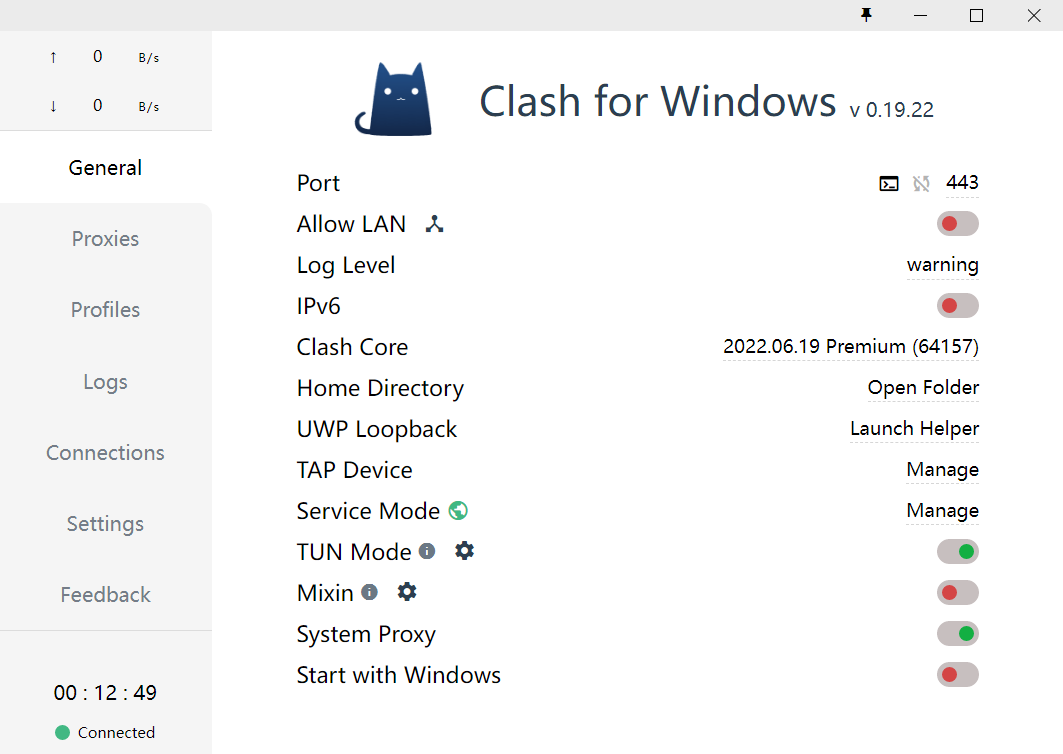 ↑ 0 B/s
↓ 0 B/s
General
Proxies
Profiles
Logs
Connections
Settings
Feedback
00 : 12 : 49
Connected
Clash for Windows v 0.19.22
Port 443
Allow LAN
Log Level warning
IPv6
Clash Core 2022.06.19 Premium (64157)
Home Directory Open Folder
UWP Loopback Launch Helper
TAP Device Manage
Service Mode Manage
TUN Mode
Mixin
System Proxy
Start with Windows